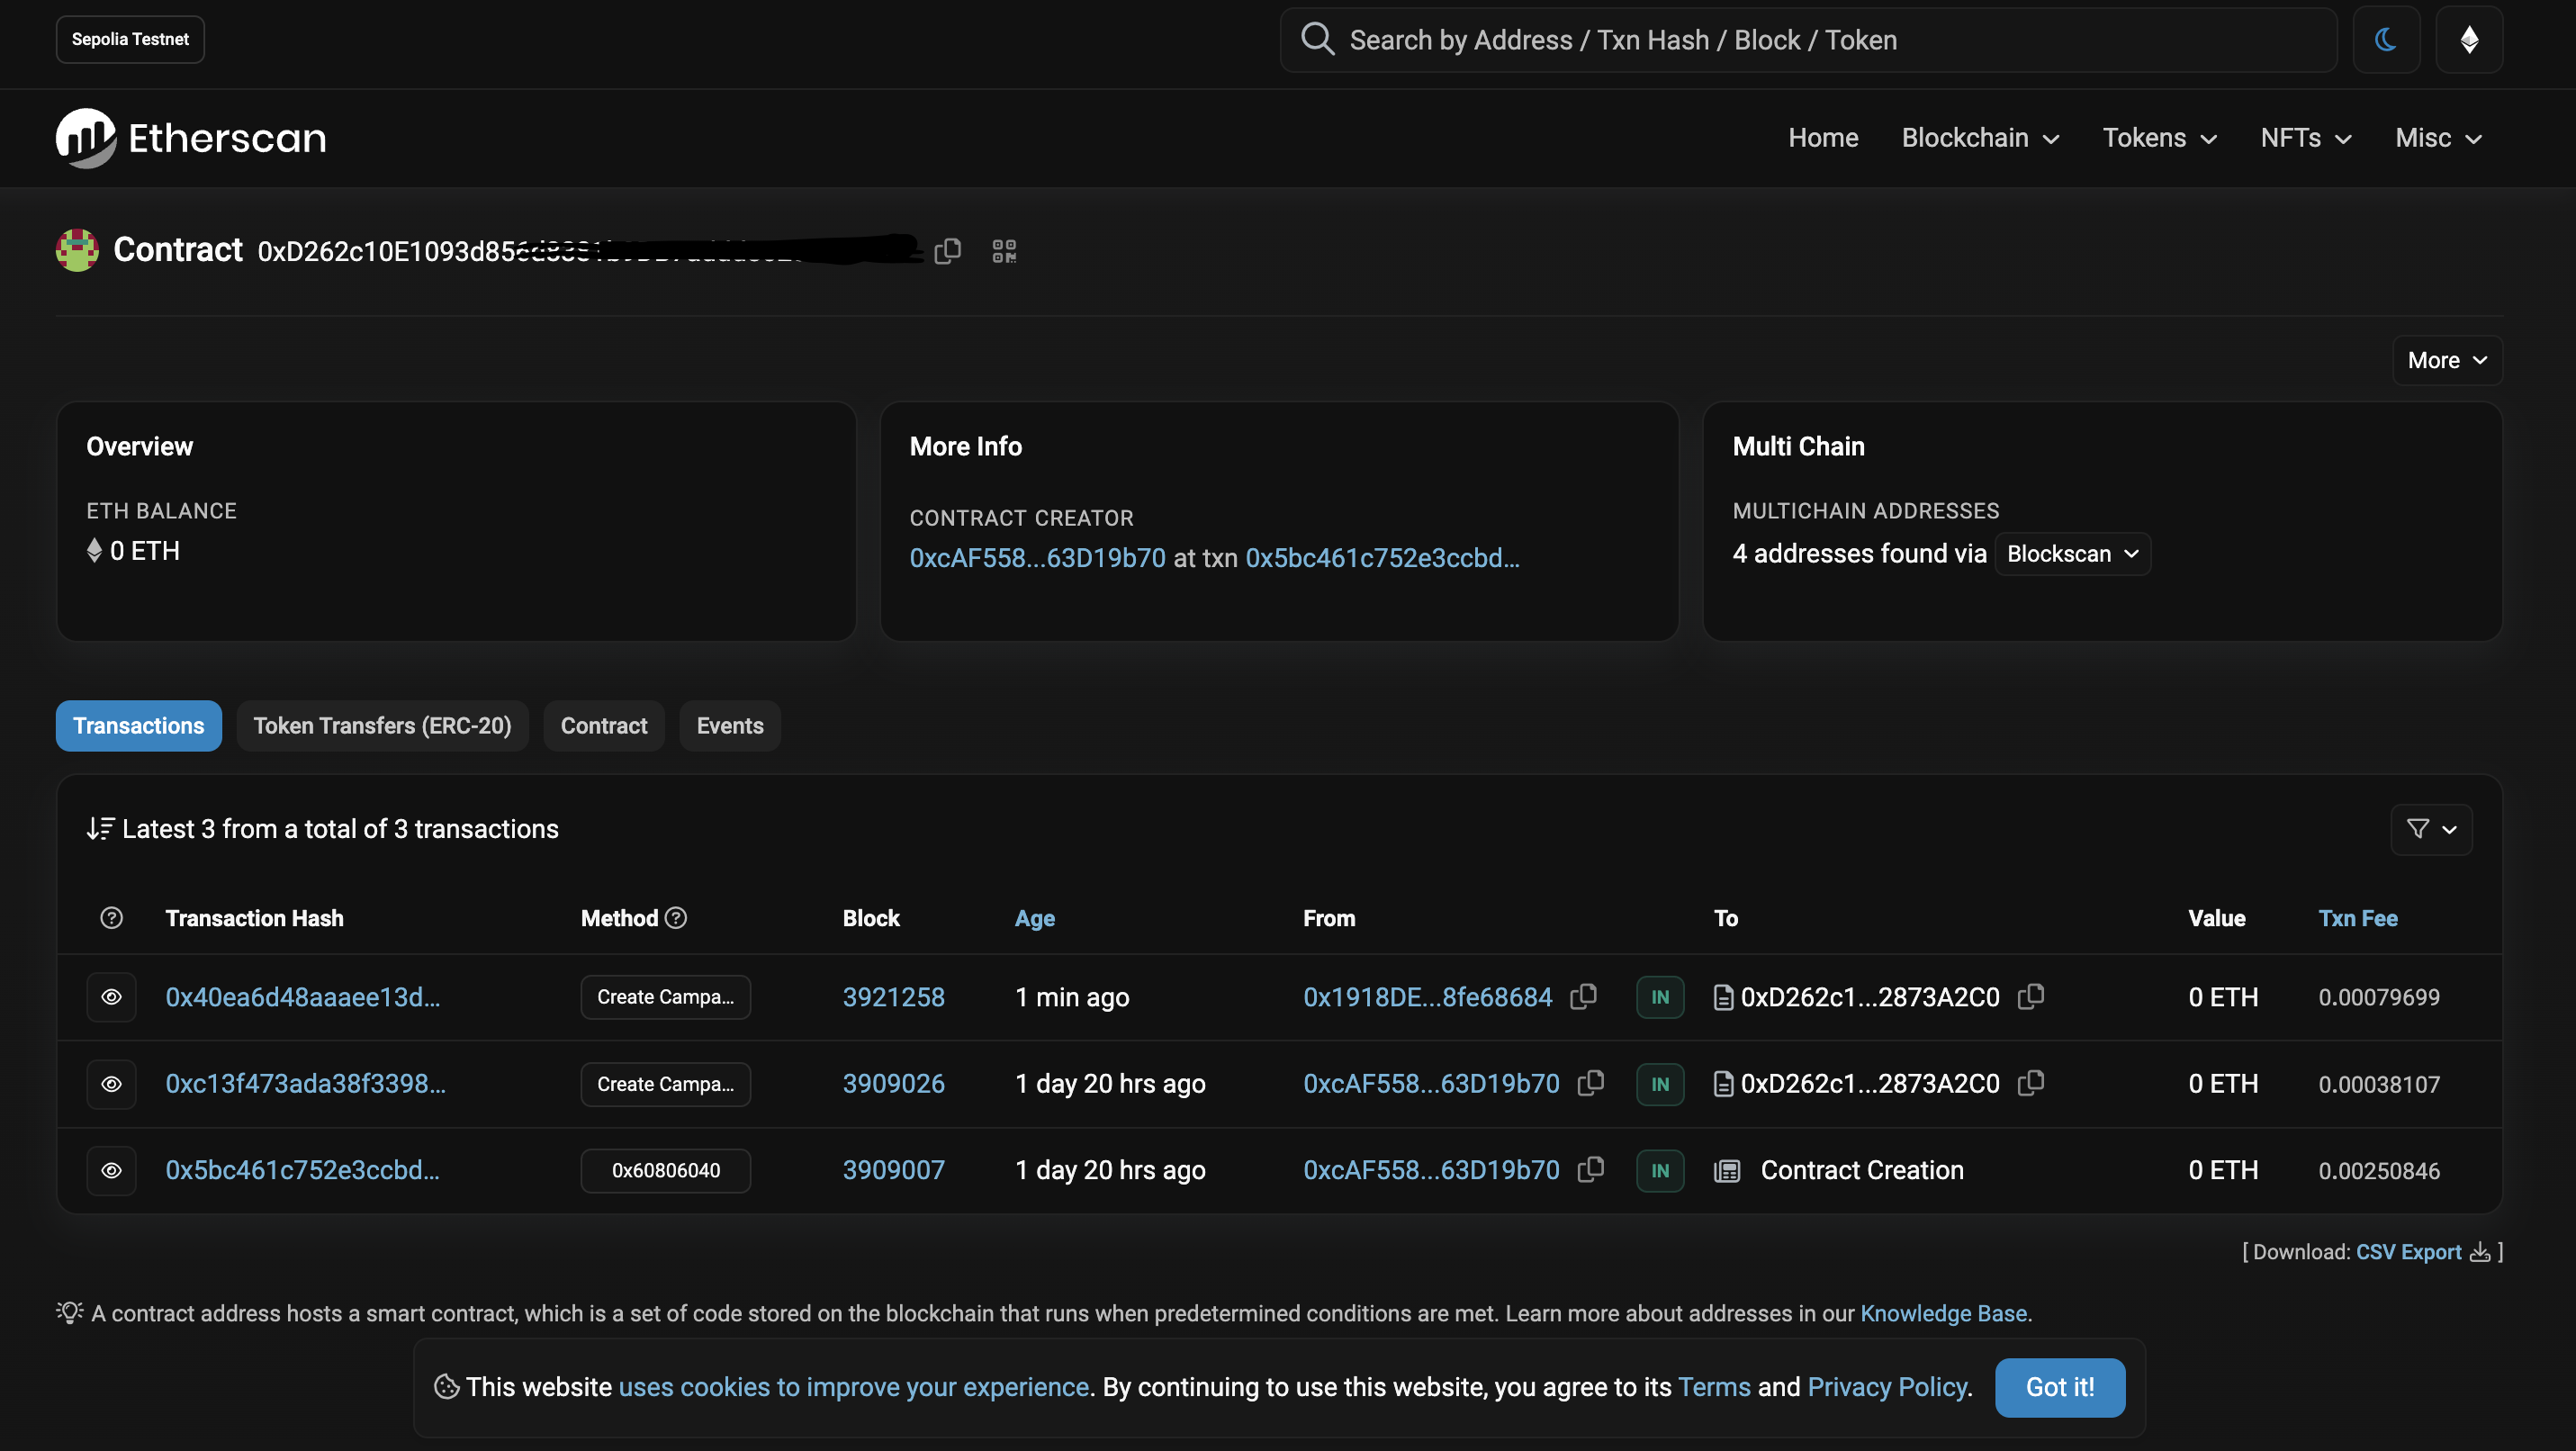 Sepolia Testnet
Search by Address / Txn Hash / Block / Token
Etherscan
Home Blockchain Tokens NFTs Misc
Contract 0xD262c10E1093d85
More
Overview
ETH BALANCE
0 ETH
More Info
CONTRACT CREATOR
0xcAF558...63D19b70 at txn 0x5bc461c752e3ccbd...
Multi Chain
MULTICHAIN ADDRESSES
4 addresses found via Blockscan
Transactions Token Transfers (ERC-20) Contract Events
Latest 3 from a total of 3 transactions
Transaction Hash Method Block Age From To Value Txn Fee
0x40ea6d48aaaee13d... Create Campa... 3921258 1 min ago 0x1918DE...8fe68684 IN 0xD262c1...2873A2C0 0 ETH 0.00079699
0xc13f473ada38f3398... Create Campa... 3909026 1 day 20 hrs ago 0xcAF558...63D19b70 IN 0xD262c1...2873A2C0 0 ETH 0.00038107
0x5bc461c752e3ccbd... 0x60806040 3909007 1 day 20 hrs ago 0xcAF558...63D19b70 IN Contract Creation 0 ETH 0.00250846
[ Download: CSV Export ]
A contract address hosts a smart contract, which is a set of code stored on the blockchain that runs when predetermined conditions are met. Learn more about addresses in our Knowledge Base.
This website uses cookies to improve your experience. By continuing to use this website, you agree to its Terms and Privacy Policy. Got it!